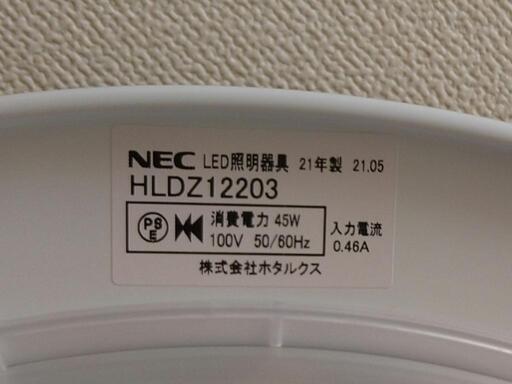 NEC LED照明器具 21年製 21.05
HLDZ12203
PS E 消費電力 45W
100V 50/60Hz
入力電流
0.46A
株式会社ホタルクス